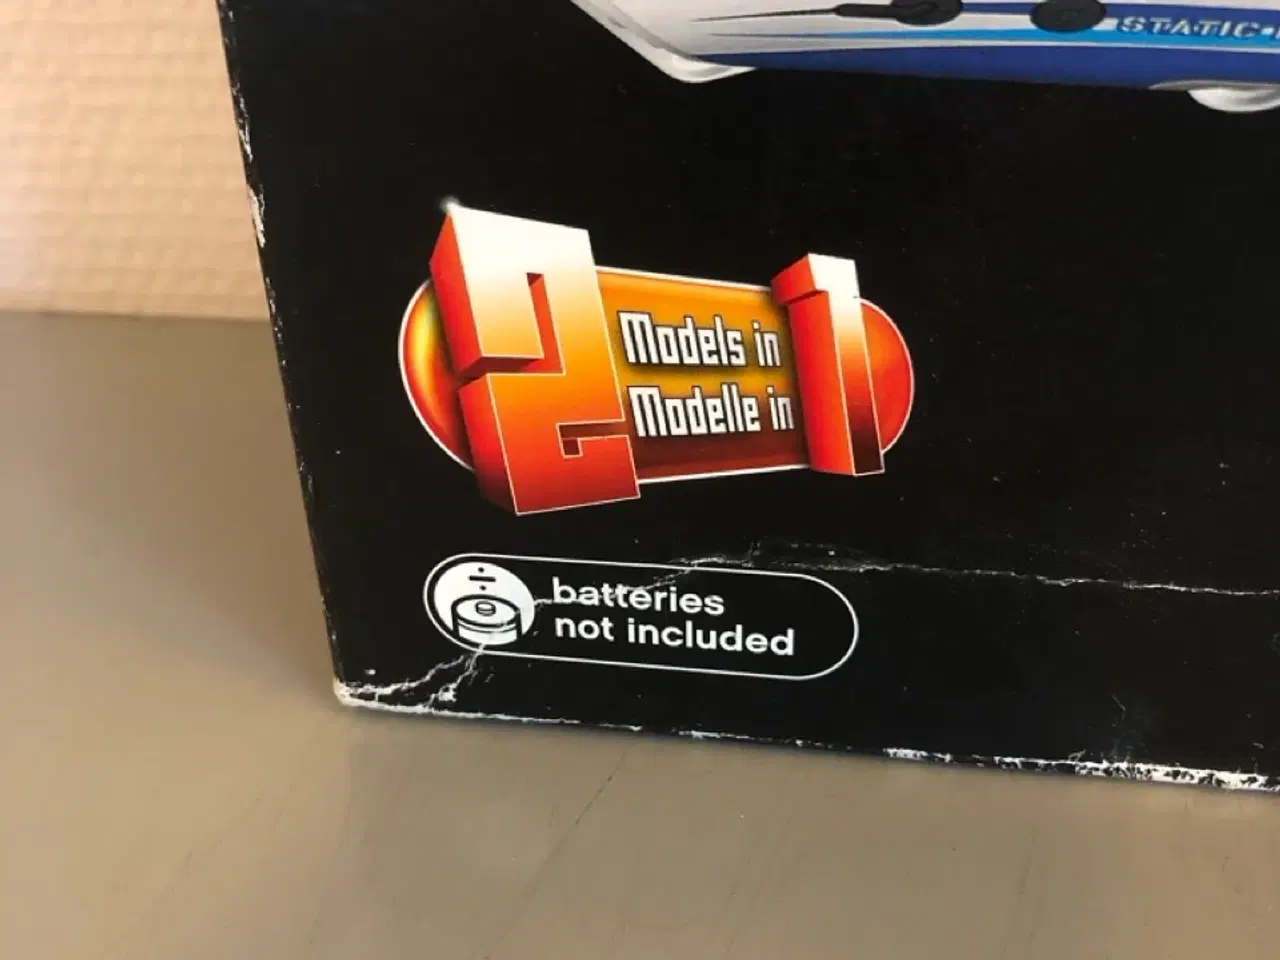 STATIC
2 Models in 1
Modelle in
batteries
not included